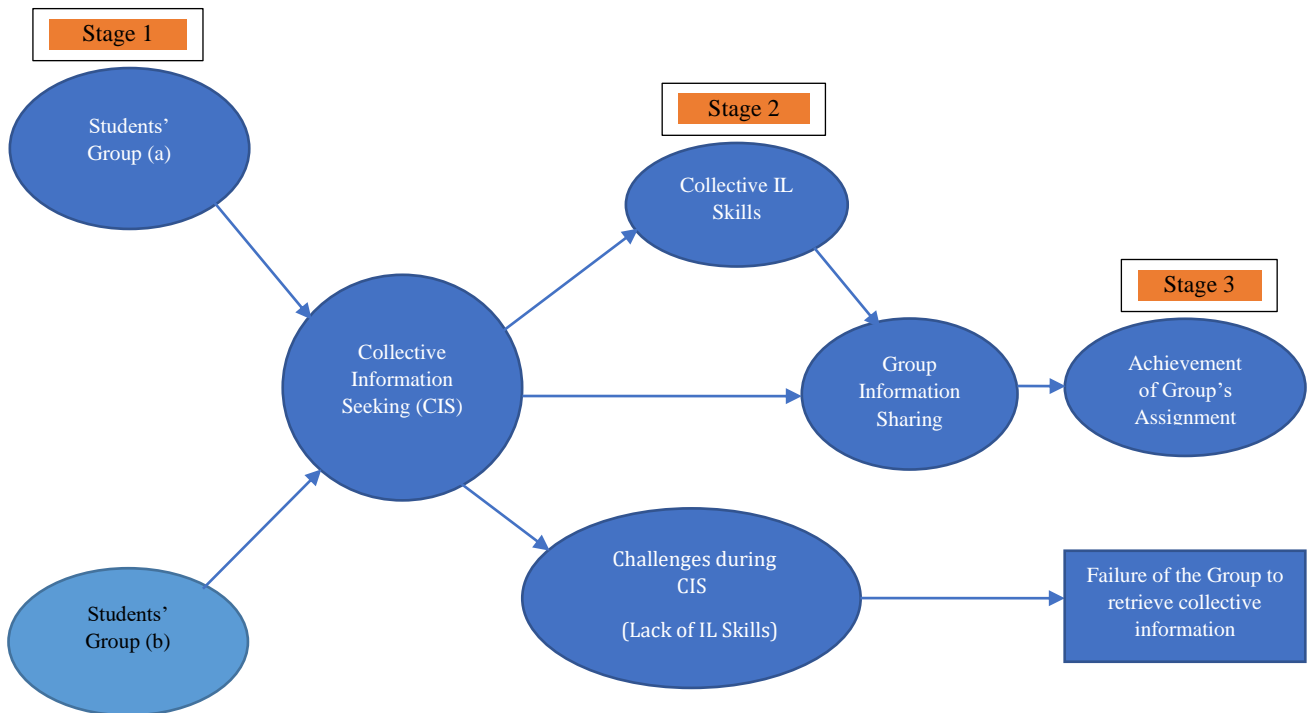 Stage 1
Students’
Group (a)
Stage 2
Collective IL
Skills
Stage 3
Collective
Information
Seeking (CIS)
Group
Information
Sharing
Achievement
of Group’s
Assignment
Students’
Group (b)
Challenges during
CIS
(Lack of IL Skills)
Failure of the Group to
retrieve collective
information